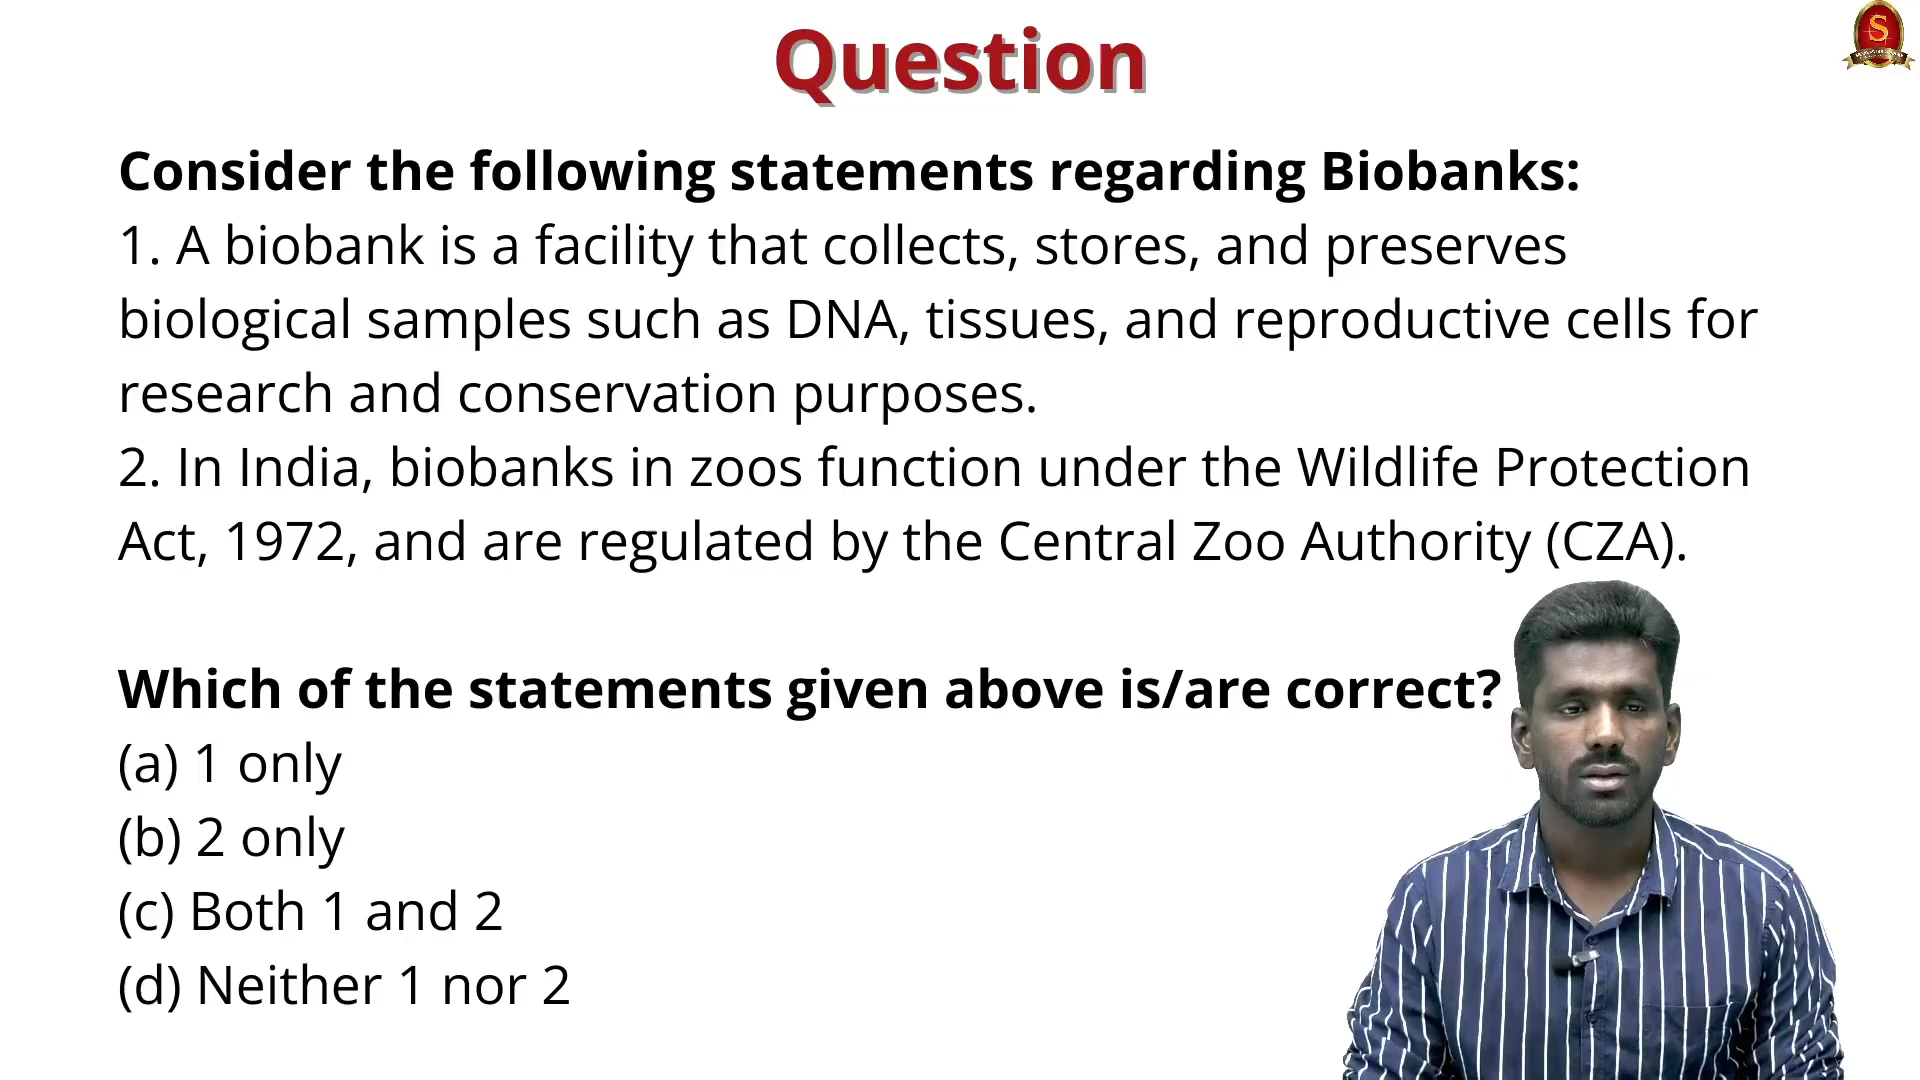 Question
Consider the following statements regarding Biobanks:
1. A biobank is a facility that collects, stores, and preserves
biological samples such as DNA, tissues, and reproductive cells for
research and conservation purposes.
2. In India, biobanks in zoos function under the Wildlife Protection
Act, 1972, and are regulated by the Central Zoo Authority (CZA).
Which of the statements given above is/are correct?
(a) 1 only
(b) 2 only
(c) Both 1 and 2
(d) Neither 1 nor 2
S